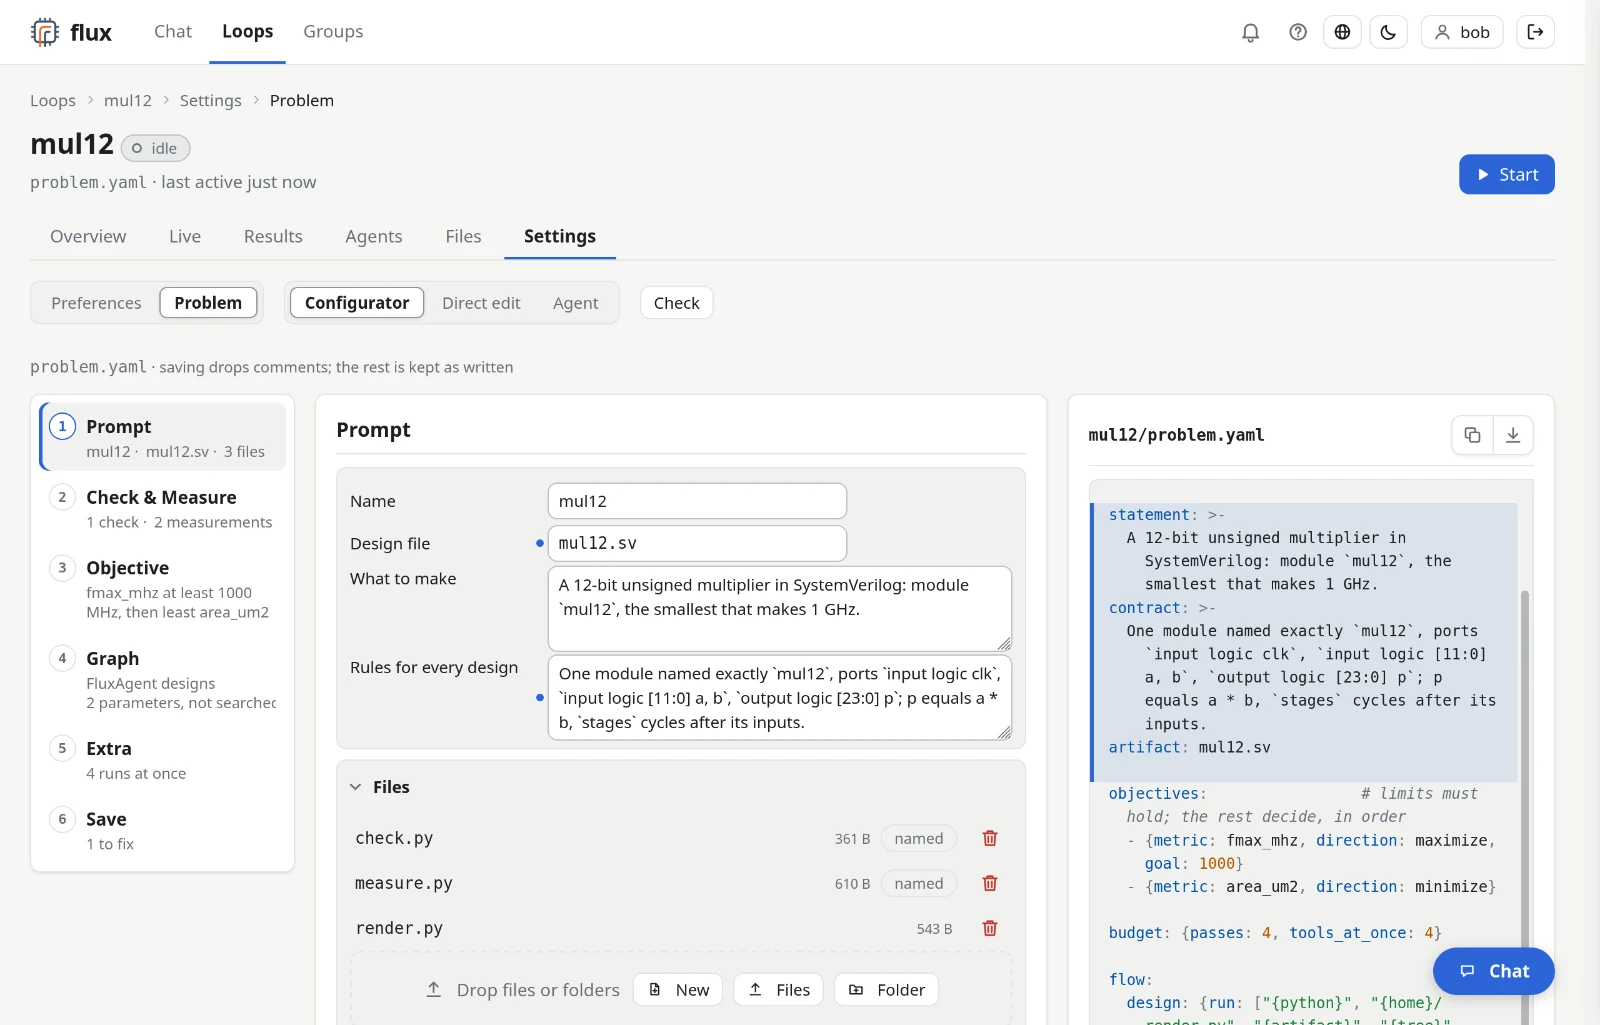 flux
Chat Loops Groups
bob
Loops > mul12 > Settings > Problem
mul12 idle
problem.yaml · last active just now
Start
Overview Live Results Agents Files Settings
Preferences Problem Configurator Direct edit Agent Check
problem.yaml · saving drops comments; the rest is kept as written
1 Prompt
mul12 · mul12.sv · 3 files
2 Check & Measure
1 check · 2 measurements
3 Objective
fmax_mhz at least 1000
MHz, then least area_um2
4 Graph
FluxAgent designs
2 parameters, not searched
5 Extra
4 runs at once
6 Save
1 to fix
Prompt
Name mul12
Design file mul12.sv
What to make
A 12-bit unsigned multiplier in SystemVerilog: module
`mul12`, the smallest that makes 1 GHz.
Rules for every design
One module named exactly `mul12`, ports `input logic clk`,
`input logic [11:0] a, b`, `output logic [23:0] p`; p equals a *
b, `stages` cycles after its inputs.
Files
check.py 361 B named
measure.py 610 B named
render.py 543 B
Drop files or folders New Files Folder
mul12/problem.yaml
statement: >-
A 12-bit unsigned multiplier in
SystemVerilog: module `mul12`, the
smallest that makes 1 GHz.
contract: >-
One module named exactly `mul12`, ports
`input logic clk`, `input logic [11:0]
a, b`, `output logic [23:0] p`; p
equals a * b, `stages` cycles after its
inputs.
artifact: mul12.sv
objectives: # limits must
hold; the rest decide, in order
- {metric: fmax_mhz, direction: maximize,
goal: 1000}
- {metric: area_um2, direction: minimize}
budget: {passes: 4, tools_at_once: 4}
flow:
design: {run: ["{python}", "{home}/
render.py", "{artifact}", "{tree}"
Chat